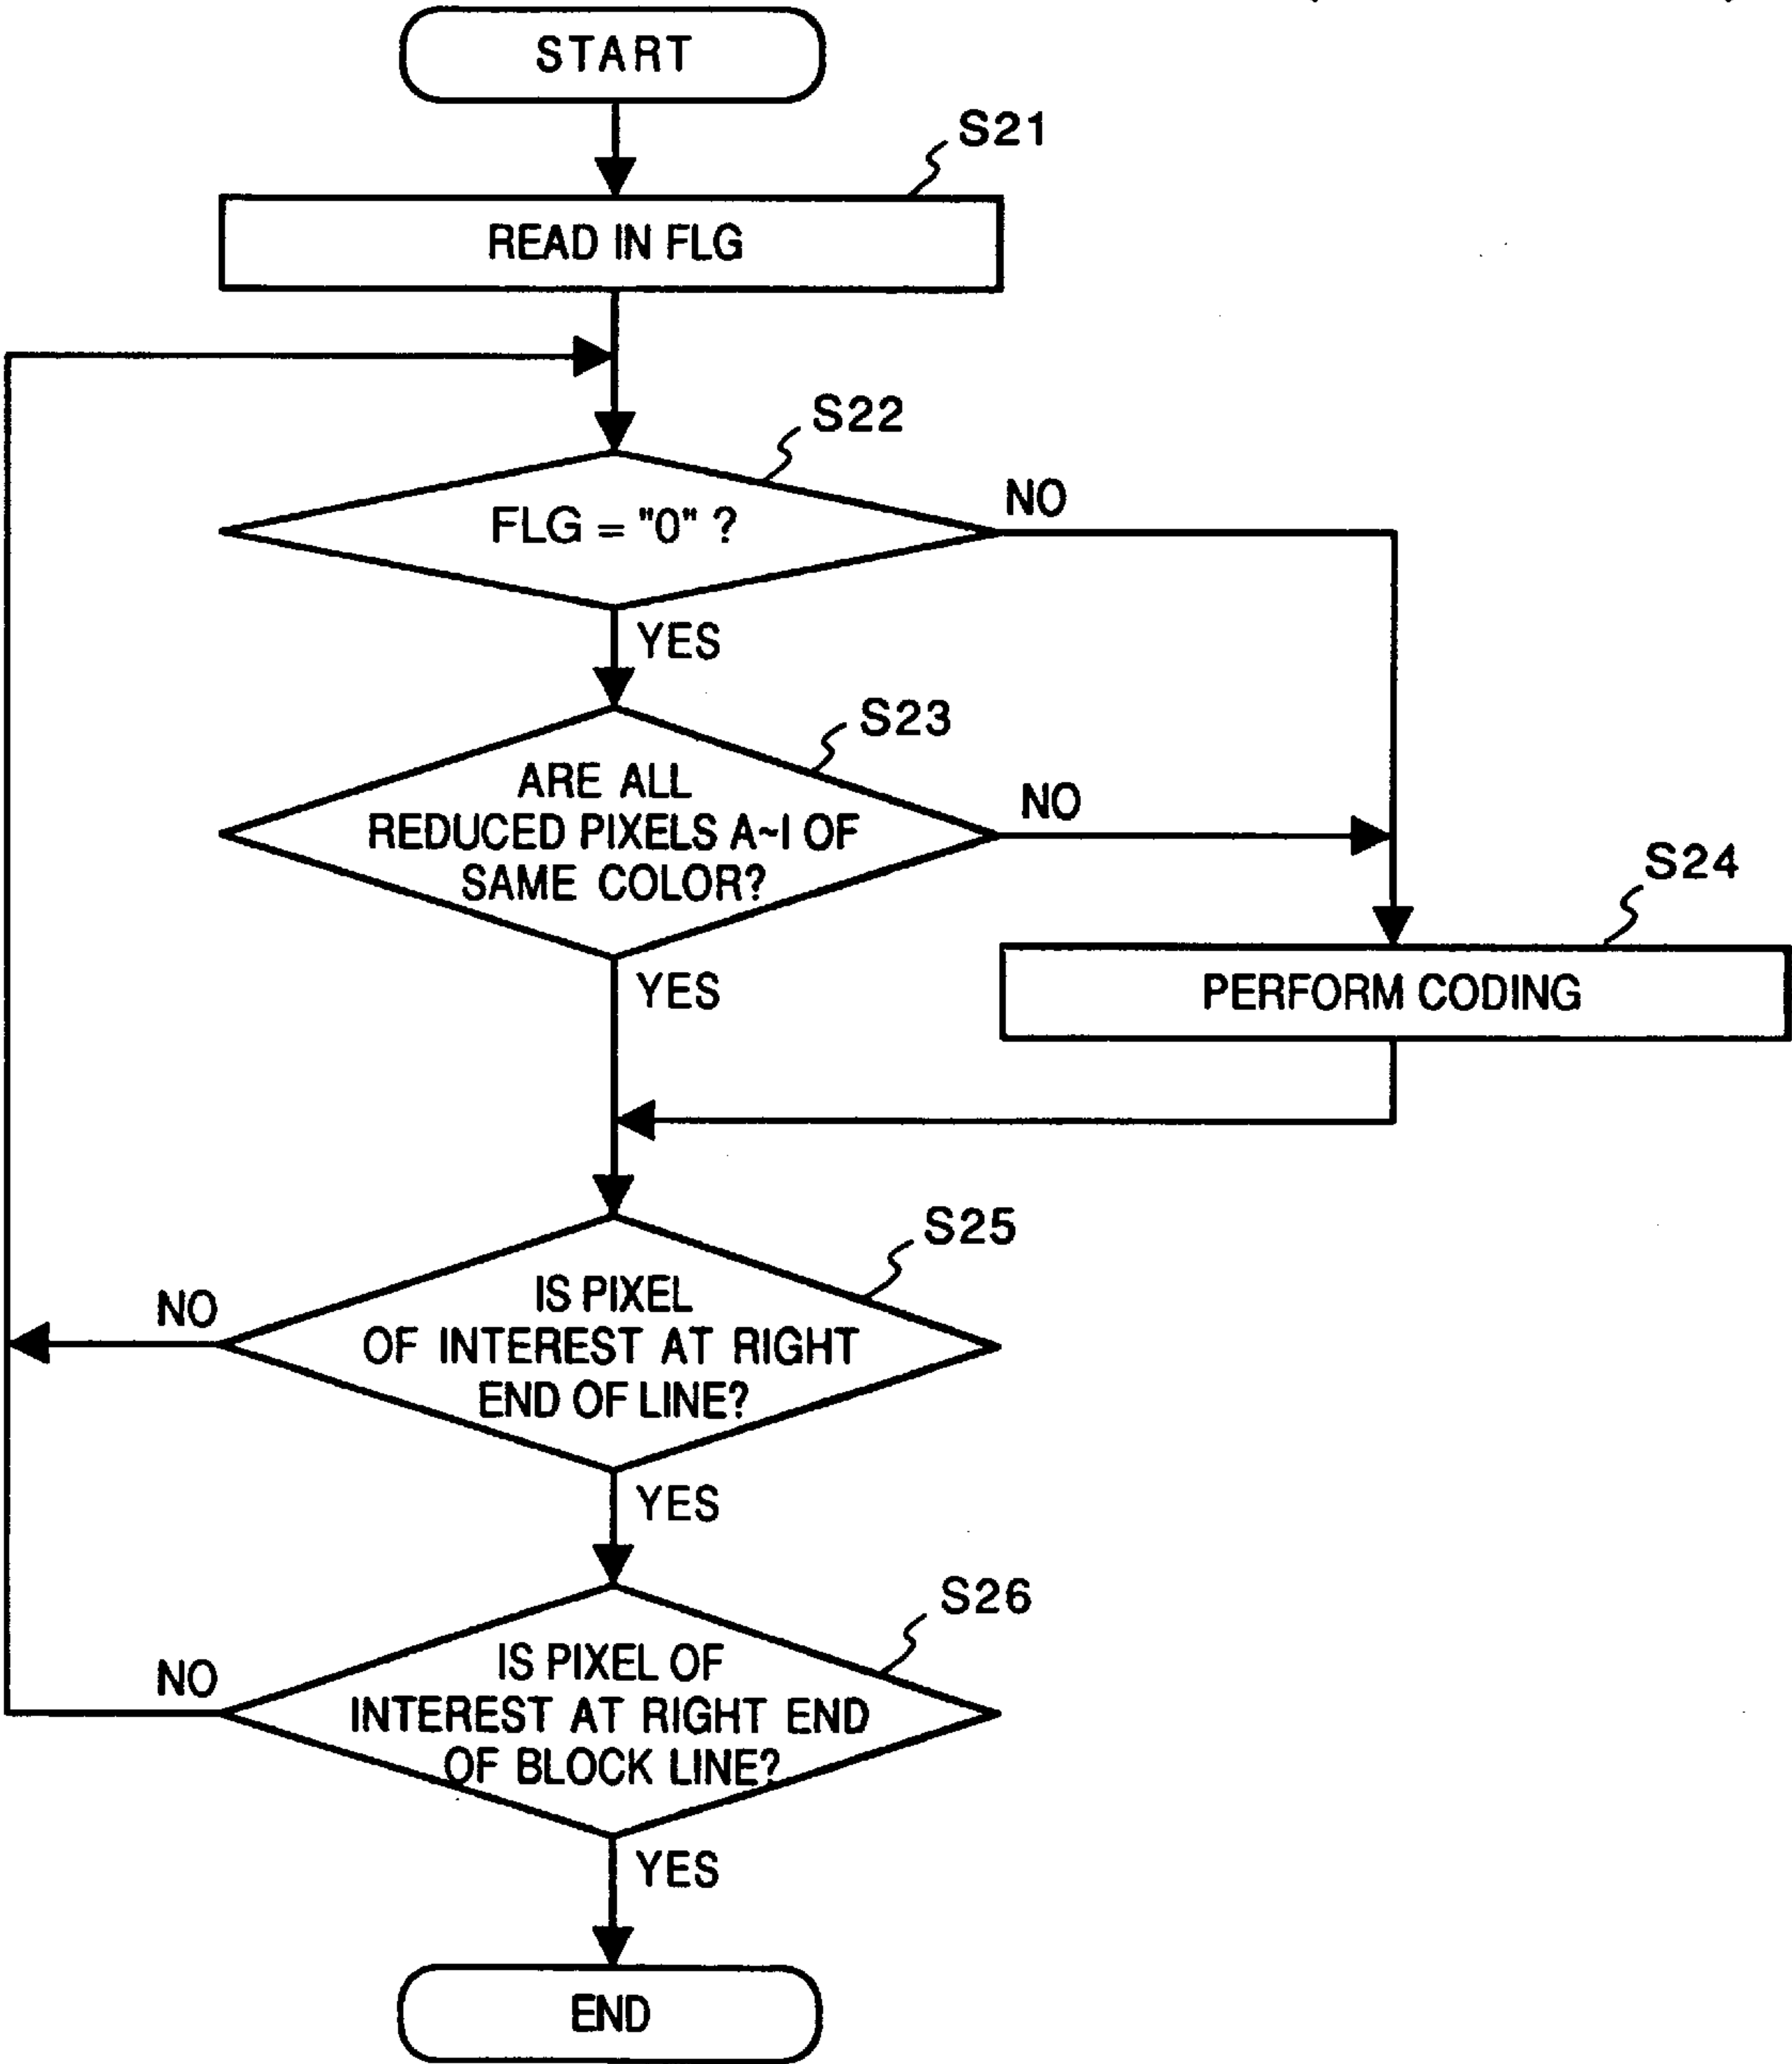 START
S21
READ IN FLG
S22
FLG = "0" ?
NO
YES
S23
ARE ALL
REDUCED PIXELS A~I OF
SAME COLOR?
NO
YES
S24
PERFORM CODING
S25
IS PIXEL
OF INTEREST AT RIGHT
END OF LINE?
NO
YES
S26
IS PIXEL OF
INTEREST AT RIGHT END
OF BLOCK LINE?
NO
YES
END